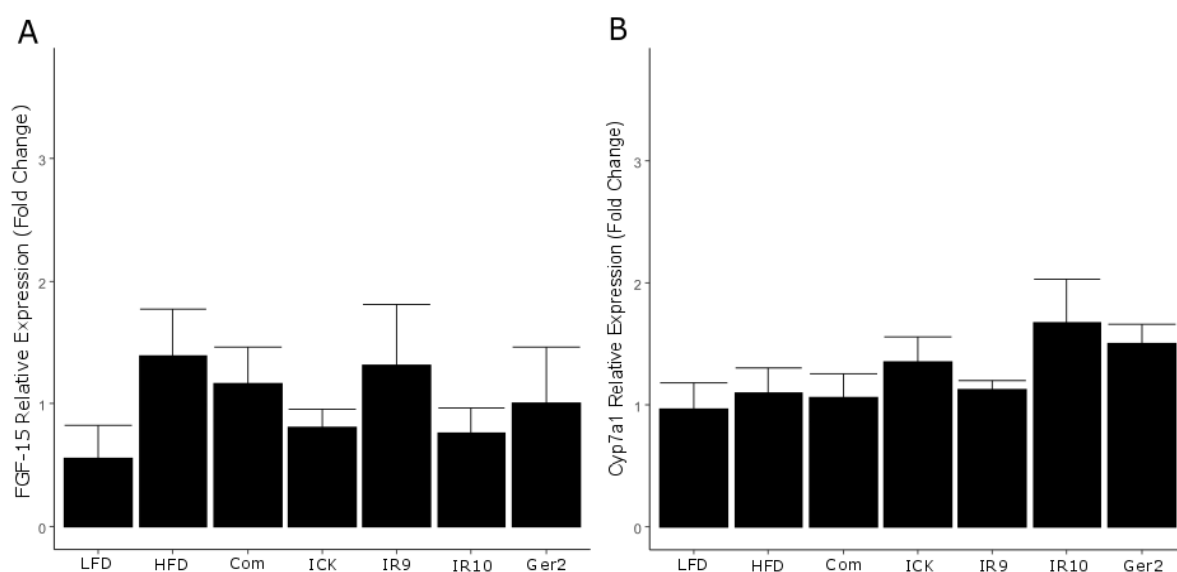 A
FGF-15 Relative Expression (Fold Change)
3
2
1
0
LFD HFD Com ICK IR9 IR10 Ger2
B
Cyp7a1 Relative Expression (Fold Change)
3
2
1
0
LFD HFD Com ICK IR9 IR10 Ger2